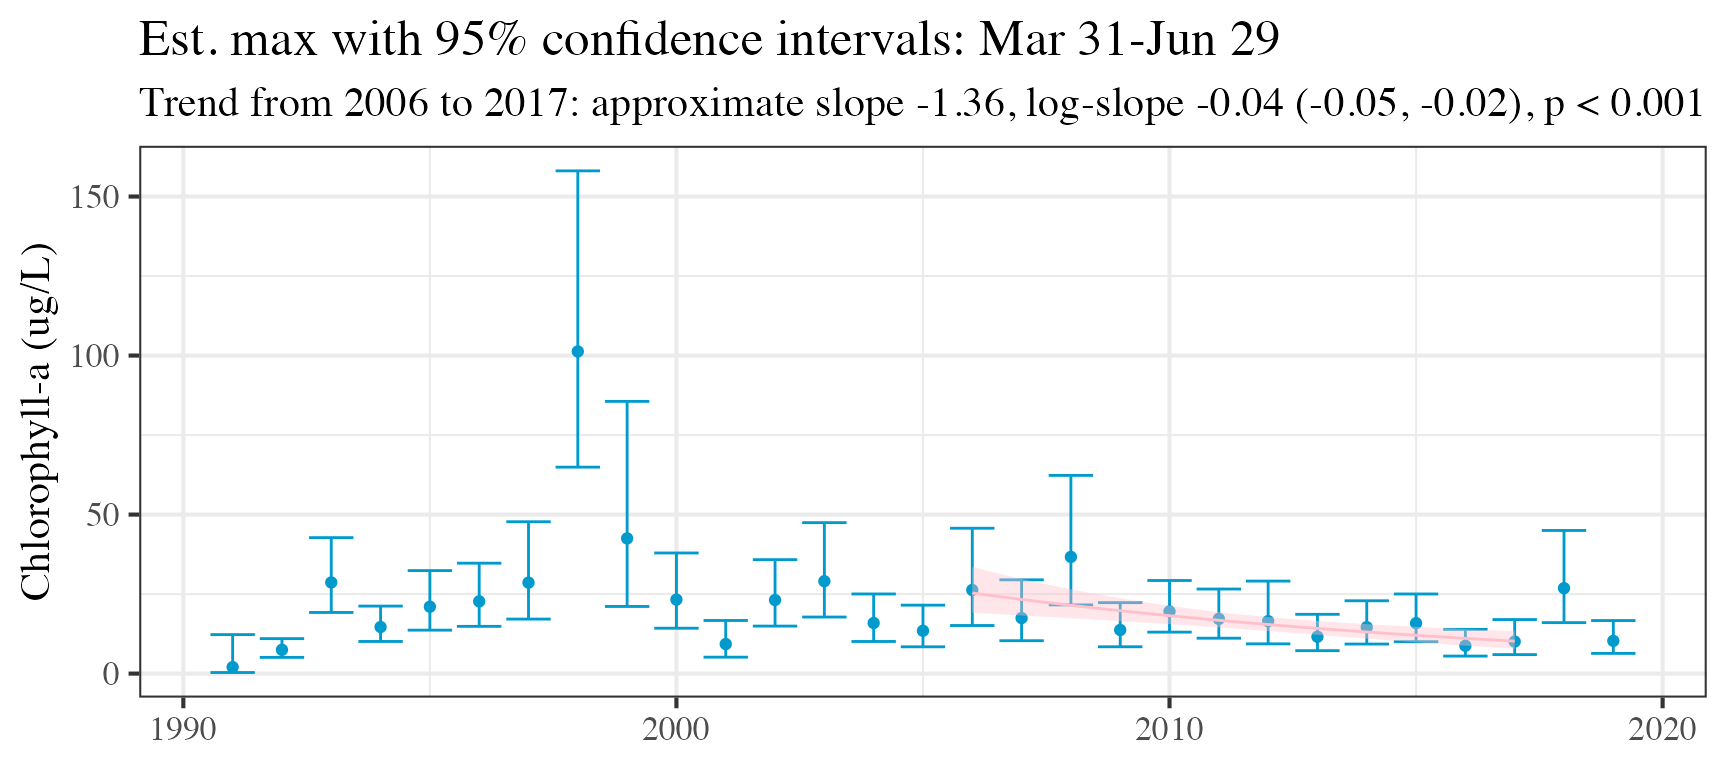 Est. max with 95% confidence intervals: Mar 31-Jun 29
Trend from 2006 to 2017: approximate slope -1.36, log-slope -0.04 (-0.05, -0.02), p < 0.001
Chlorophyll-a (ug/L)
150
100
50
0
1990 2000 2010 2020